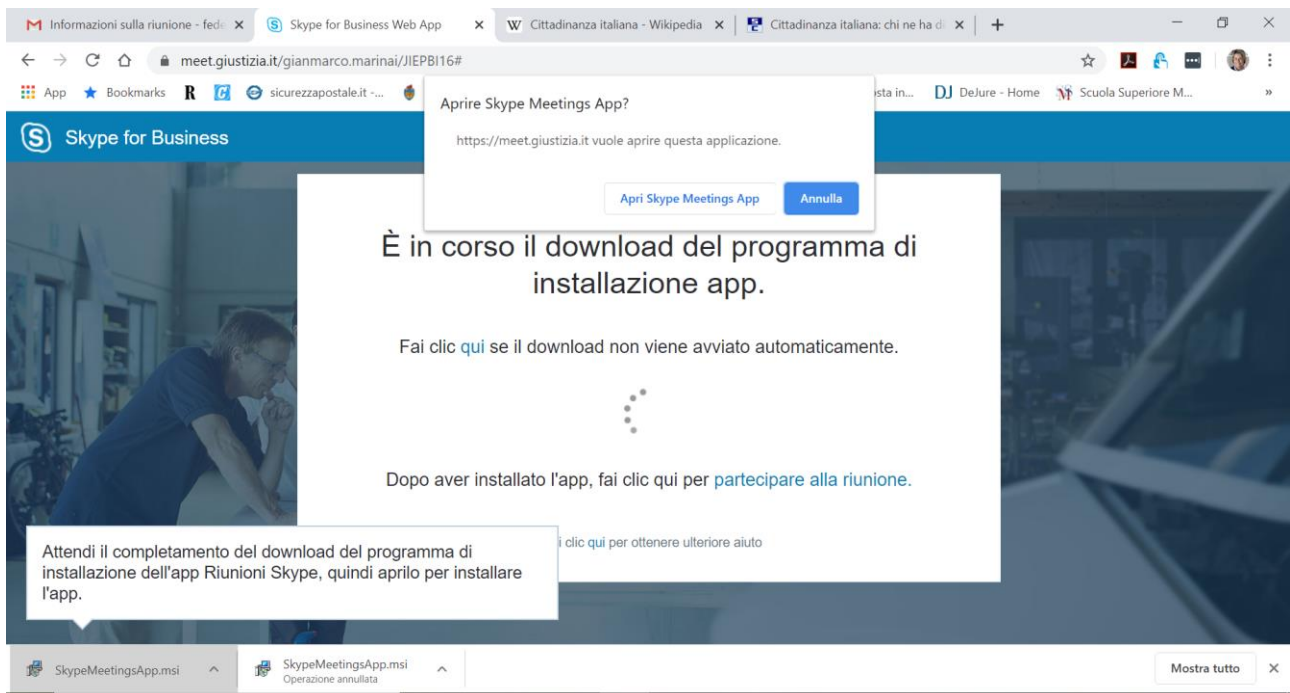 Informazioni sulla riunione - fede
Skype for Business Web App
Cittadinanza italiana - Wikipedia
Cittadinanza italiana: chi ne ha di
meet.giustizia.it/gianmarco.marinai/JIEPBI16#
App
Bookmarks
sicurezzapostale.it -...
sta in...
DeJure - Home
Scuola Superiore M...
»
Aprire Skype Meetings App?
https://meet.giustizia.it vuole aprire questa applicazione.
Apri Skype Meetings App
Annulla
Skype for Business
È in corso il download del programma di
installazione app.
Fai clic qui se il download non viene avviato automaticamente.
Dopo aver installato l'app, fai clic qui per partecipare alla riunione.
i clic qui per ottenere ulteriore aiuto
Attendi il completamento del download del programma di
installazione dell'app Riunioni Skype, quindi aprilo per installare
l'app.
SkypeMeetingsApp.msi
SkypeMeetingsApp.msi
Operazione annullata
Mostra tutto